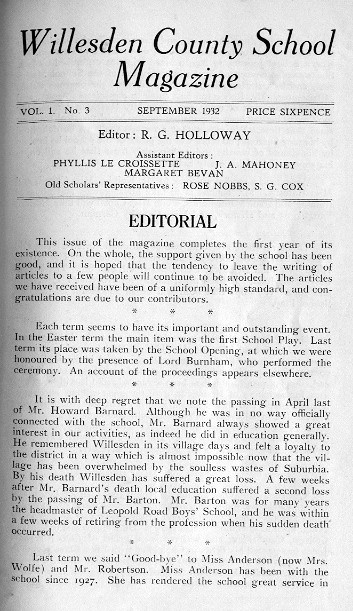 Willesden County School
Magazine
VOL. 1. No 3 SEPTEMBER 1932 PRICE SIXPENCE
Editor: R. G. HOLLOWAY
Assistant Editors:
PHYLLIS LE CROISSETTE J. A. MAHONEY
MARGARET BEVAN
Old Scholars' Representatives: ROSE NOBBS, S. G. COX
EDITORIAL
This issue of the magazine completes the first year of its
existence. On the whole, the support given by the school has been
good, and it is hoped that the tendency to leave the writing of
articles to a few people will continue to be avoided. The articles
we have received have been of a uniformly high standard, and con-
gratulations are due to our contributors.
* * *
Each term seems to have its important and outstanding event.
In the Easter term the main item was the first School Play. Last
term its place was taken by the School Opening, at which we were
honoured by the presence of Lord Burnham, who performed the
ceremony. An account of the proceedings appears elsewhere.
* * *
It is with deep regret that we note the passing in April last
of Mr. Howard Barnard. Although he was in no way officially
connected with the school, Mr. Barnard always showed a great
interest in our activities, as indeed he did in education generally.
He remembered Willesden in its village days and felt a loyalty to
the district in a way which is almost impossible now that the vil-
lage has been overwhelmed by the soulless wastes of Suburbia.
By his death Willesden has suffered a great loss. A few weeks
after Mr. Barnard's death local education suffered a second loss
by the passing of Mr. Barton. Mr. Barton was for many years
the headmaster of Leopold Road Boys' School, and he was within
a few weeks of retiring from the profession when his sudden death
occurred.
* * *
Last term we said "Good-bye" to Miss Anderson (now Mrs.
Wolfe) and Mr. Robertson. Miss Anderson has been with the
school since 1927. She has rendered the school great service in